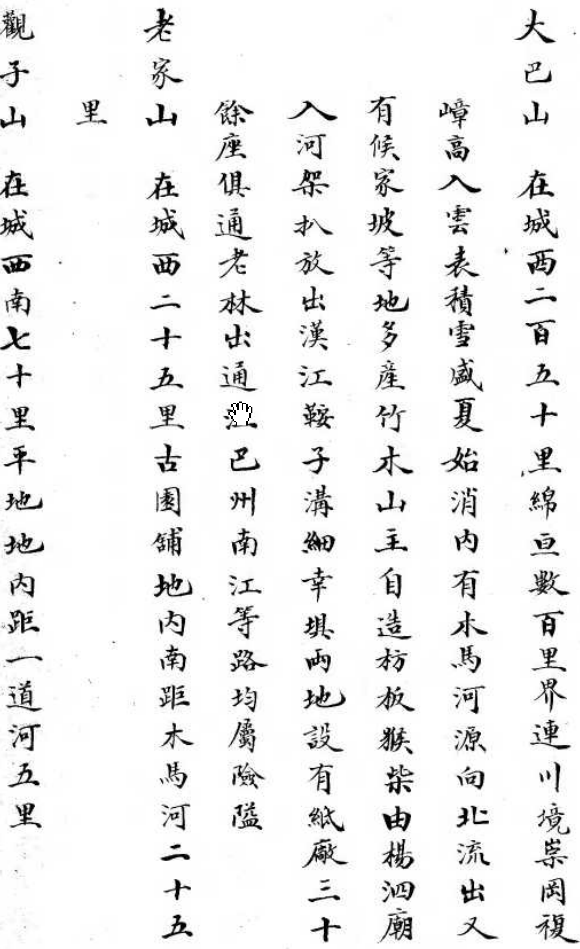 大巴山　在城西二百五十里綿亘數百里界連川境崇岡複
嶂高入雲表積雪盛夏始消内有木馬河源向北流出又
有候家坡等地多產竹木山主自造枋板猴柴由楊泗廟
入河架扒放出漢江鞍子溝細辛埧兩地設有紙廠三十
餘座俱通老林出通江巴州南江等路均屬險隘
老家山　在城西二十五里古園舖地内南距木馬河二十五
里
觀子山　在城西南七十里平地地内距一道河五里